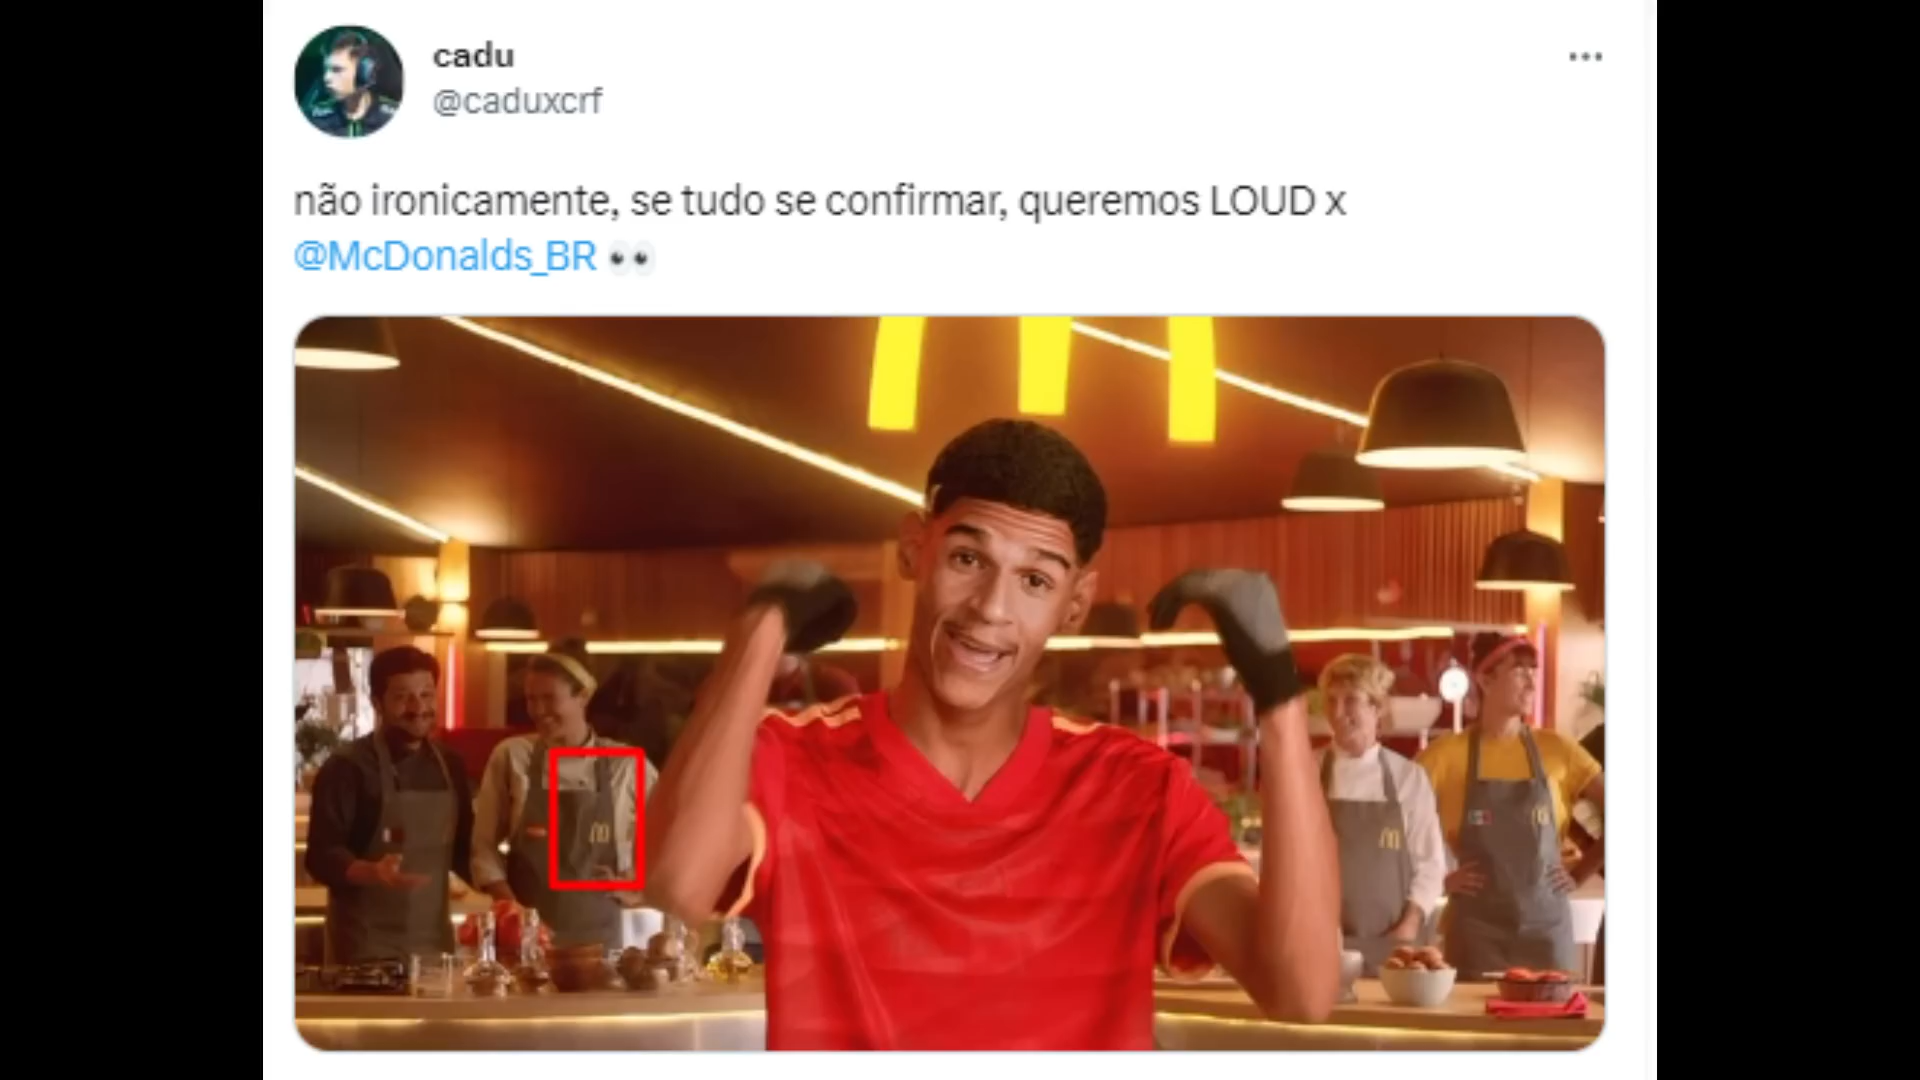 cadu
@caduxcrf
não ironicamente, se tudo se confirmar, queremos LOUD x
@McDonalds_BR 👀